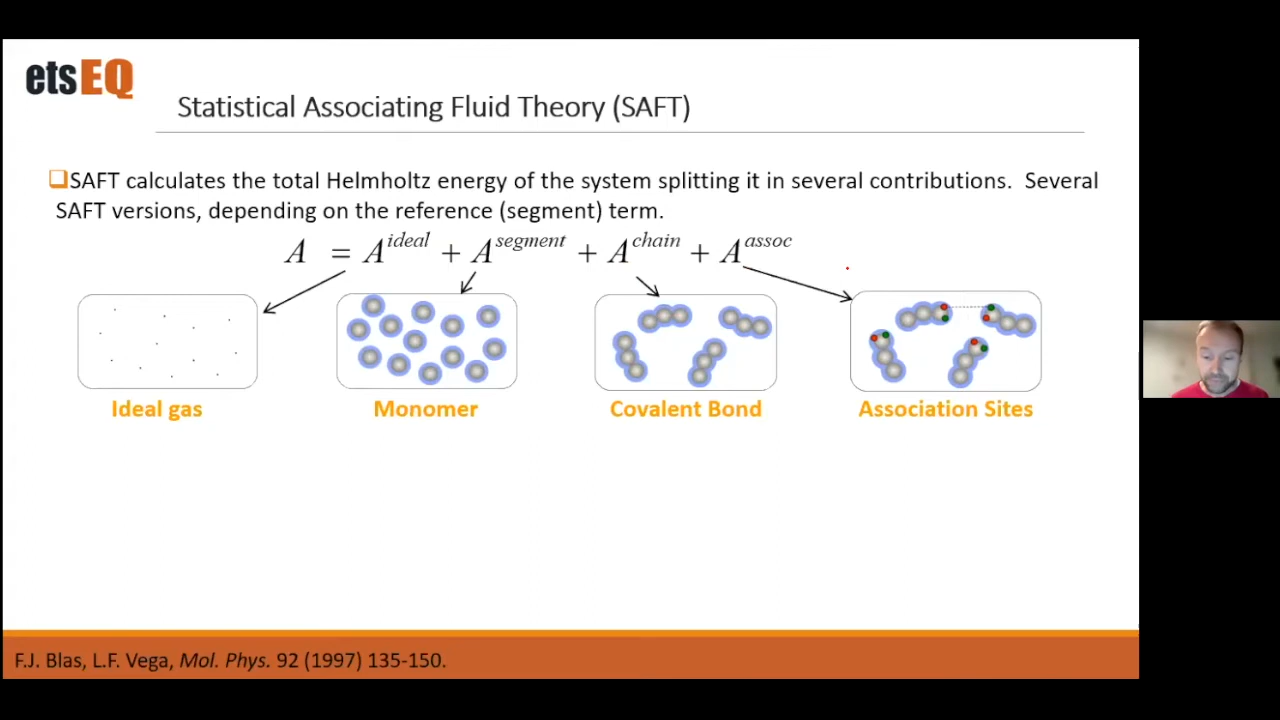 etsEQ
Statistical Associating Fluid Theory (SAFT)
SAFT calculates the total Helmholtz energy of the system splitting it in several contributions. Several
SAFT versions, depending on the reference (segment) term.
A = A^ideal + A^segment + A^chain + A^assoc
Ideal gas
Monomer
Covalent Bond
Association Sites
F.J. Blas, L.F. Vega, Mol. Phys. 92 (1997) 135-150.